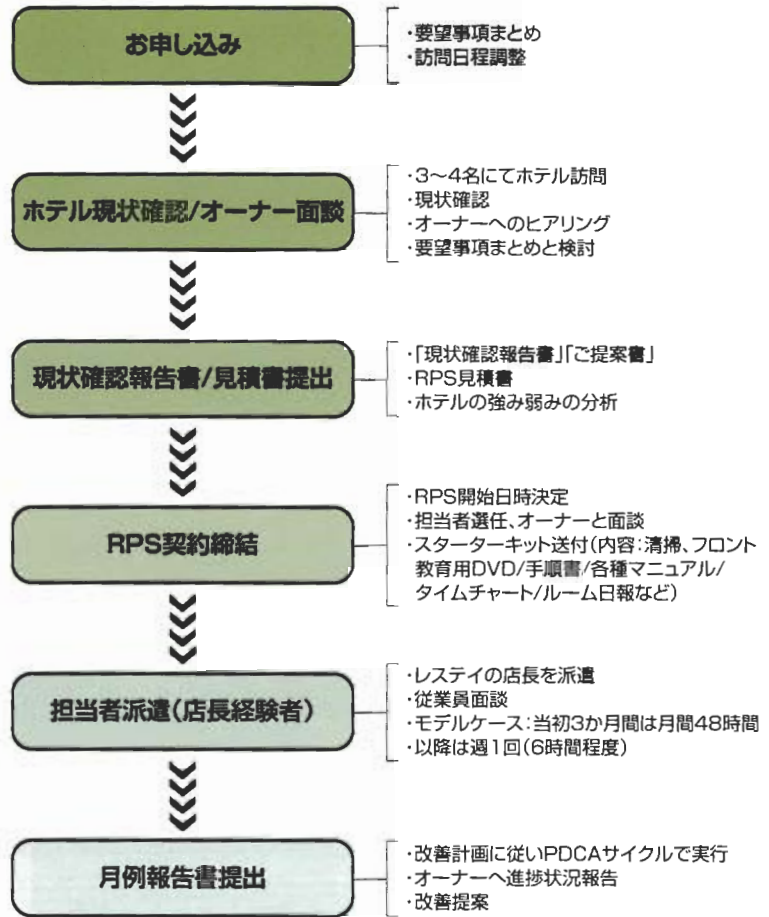 お申し込み
・要望事項まとめ
・訪問日程調整
ホテル現状確認/オーナー面談
・3〜4名にてホテル訪問
・現状確認
・オーナーへのヒアリング
・要望事項まとめと検討
現状確認報告書/見積書提出
・「現状確認報告書」「ご提案書」
・RPS見積書
・ホテルの強み弱みの分析
RPS契約締結
・RPS開始日時決定
・担当者選任、オーナーと面談
・スターターキット送付(内容:清掃、フロント
教育用DVD/手順書/各種マニュアル/
タイムチャート/ルーム日報など)
担当者派遣(店長経験者)
・レステイの店長を派遣
・従業員面談
・モデルケース:当初3か月間は月間48時間
・以降は週1回(6時間程度)
月例報告書提出
・改善計画に従いPDCAサイクルで実行
・オーナーへ進捗状況報告
・改善提案